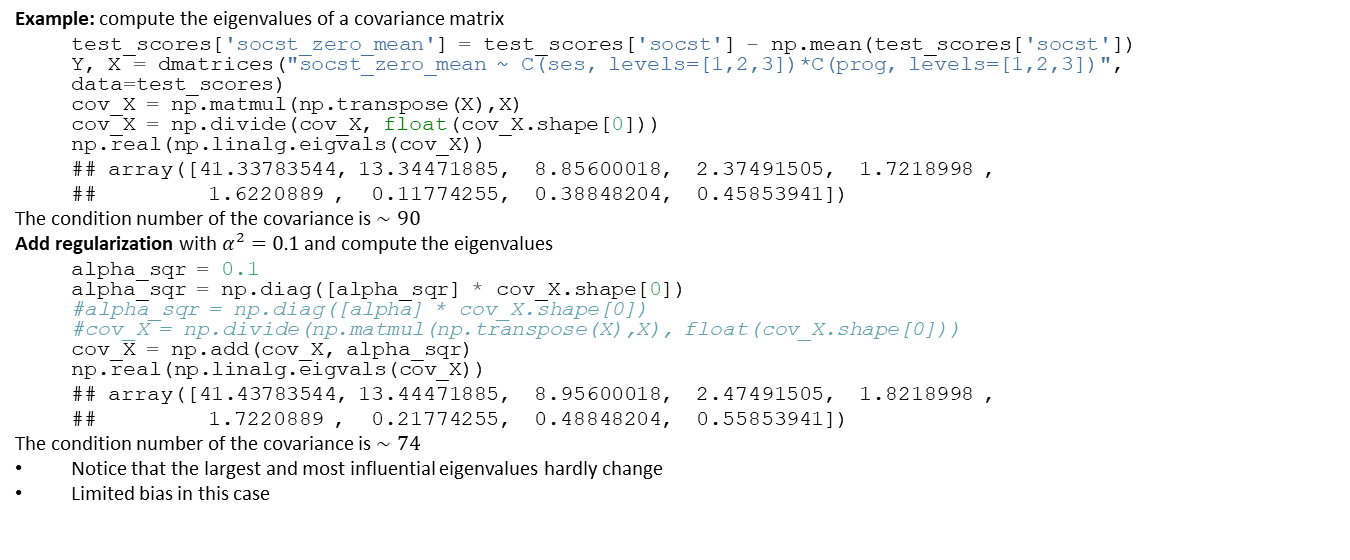 Example: compute the eigenvalues of a covariance matrix
test_scores['socst_zero_mean'] = test_scores['socst'] - np.mean(test_scores['socst'])
Y, X = dmatrices("socst_zero_mean ~ C(ses, levels=[1,2,3])*C(prog, levels=[1,2,3])",
data=test_scores)
cov_X = np.matmul(np.transpose(X),X)
cov_X = np.divide(cov_X, float(cov_X.shape[0]))
np.real(np.linalg.eigvals(cov_X))
## array([41.33783544, 13.34471885,  8.85600018,  2.37491505,  1.7218998 ,
##         1.6220889 ,  0.11774255,  0.38848204,  0.45853941])
The condition number of the covariance is ~ 90
Add regularization with α² = 0.1 and compute the eigenvalues
alpha_sqr = 0.1
alpha_sqr = np.diag([alpha_sqr] * cov_X.shape[0])
#alpha_sqr = np.diag([alpha] * cov_X.shape[0])
#cov_X = np.divide(np.matmul(np.transpose(X),X), float(cov_X.shape[0]))
cov_X = np.add(cov_X, alpha_sqr)
np.real(np.linalg.eigvals(cov_X))
## array([41.43783544, 13.44471885,  8.95600018,  2.47491505,  1.8218998 ,
##         1.7220889 ,  0.21774255,  0.48848204,  0.55853941])
The condition number of the covariance is ~ 74
• Notice that the largest and most influential eigenvalues hardly change
• Limited bias in this case